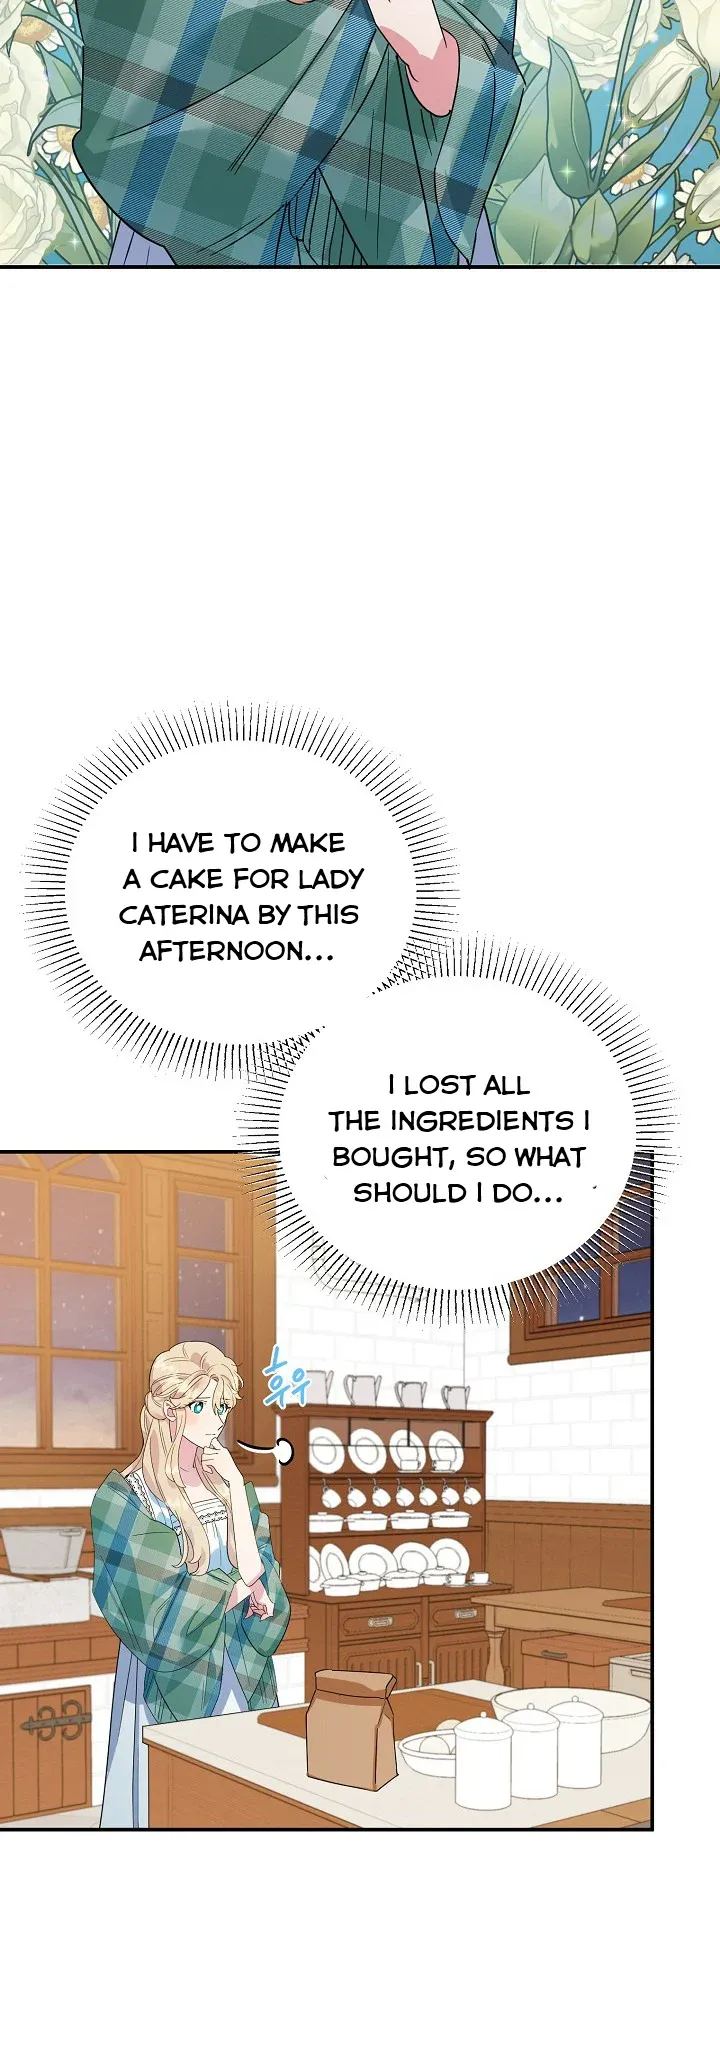 I HAVE TO MAKE
A CAKE FOR LADY
CATERINA BY THIS
AFTERNOON...
I LOST ALL
THE INGREDIENTS I
BOUGHT, SO WHAT
SHOULD I DO...
후우우